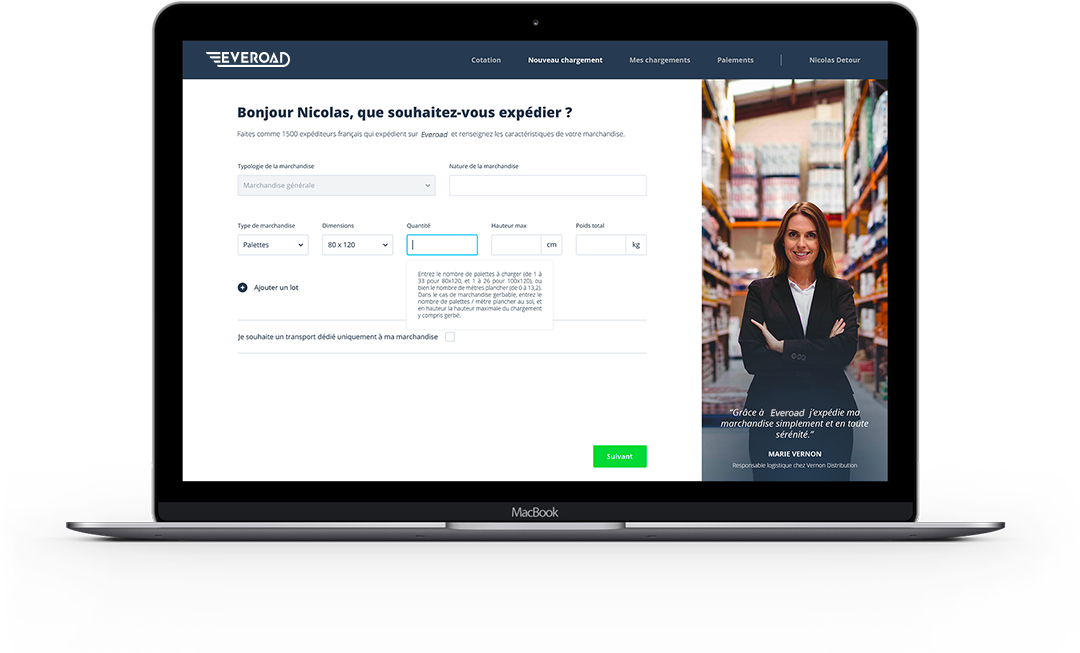 EVEROAD
Cotation Nouveau chargement Mes chargements Paiements Nicolas Detour
Bonjour Nicolas, que souhaitez-vous expédier ?
Faites comme 1500 expéditeurs français qui expédient sur Everoad et renseignez les caractéristiques de votre marchandise.
Typologie de la marchandise Nature de la marchandise
Marchandise générale
Type de marchandise Dimensions Quantité Hauteur max Poids total
Palettes 80 x 120 cm kg
Entrez le nombre de palettes à charger (de 1 à
33 pour 80x120, et 1 à 26 pour 100x120), ou
bien le nombre de mètres plancher (de 0 à 13,2).
Dans le cas de marchandise gerbable, entrez le
nombre de palettes / mètre plancher au sol, et
en hauteur la hauteur maximale du chargement
y compris gerbé.
Ajouter un lot
Je souhaite un transport dédié uniquement à ma marchandise
Suivant
“Grâce à Everoad j’expédie ma
marchandise simplement et en toute
sérénité.”
MARIE VERNON
Responsable logistique chez Vernon Distribution
MacBook